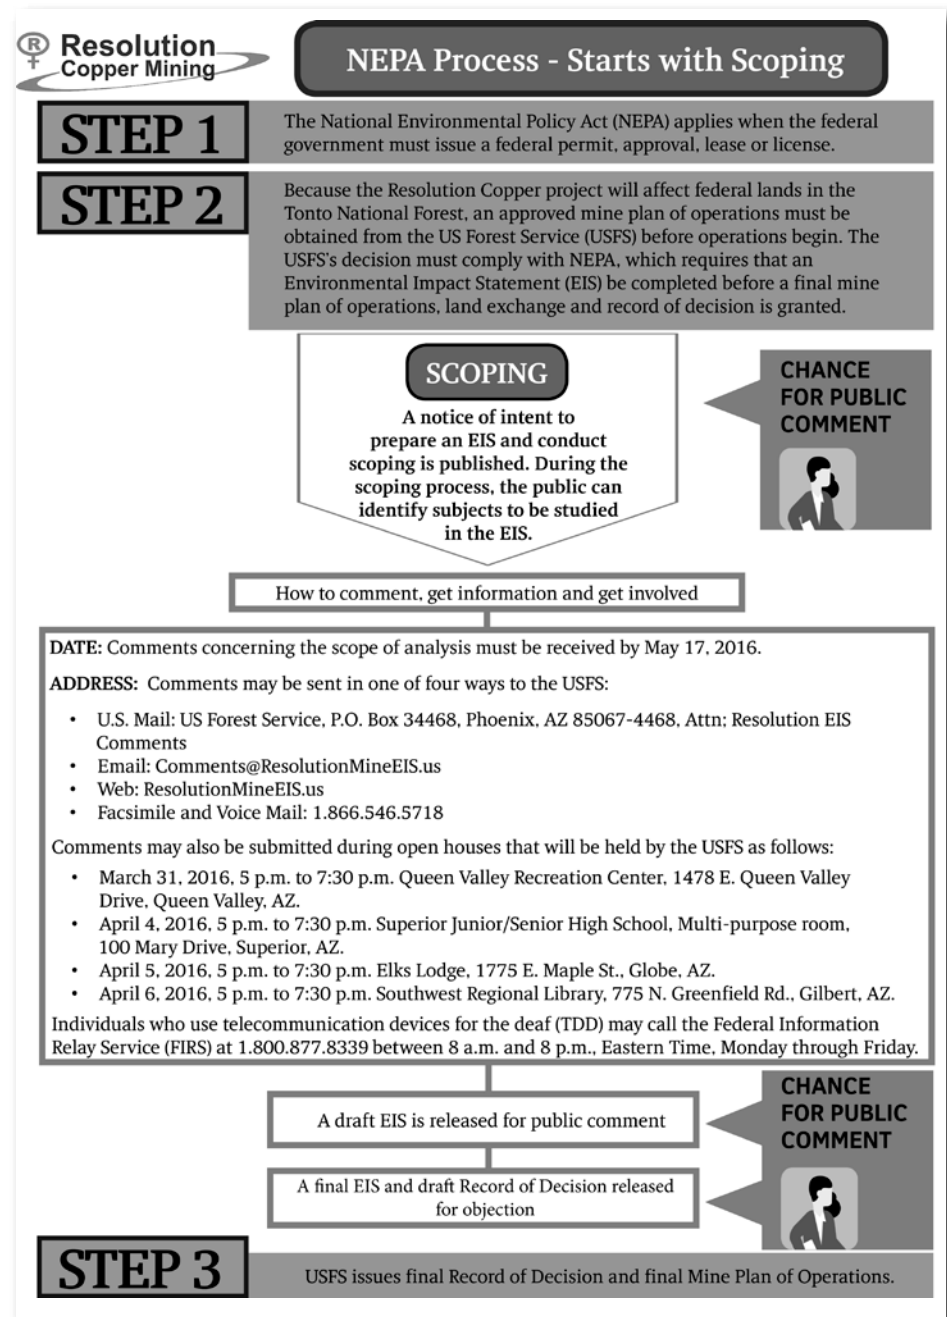 R
Resolution
Copper Mining
NEPA Process - Starts with Scoping
STEP 1
The National Environmental Policy Act (NEPA) applies when the federal
government must issue a federal permit, approval, lease or license.
STEP 2
Because the Resolution Copper project will affect federal lands in the
Tonto National Forest, an approved mine plan of operations must be
obtained from the US Forest Service (USFS) before operations begin. The
USFS's decision must comply with NEPA, which requires that an
Environmental Impact Statement (EIS) be completed before a final mine
plan of operations, land exchange and record of decision is granted.
SCOPING
A notice of intent to
prepare an EIS and conduct
scoping is published. During the
scoping process, the public can
identify subjects to be studied
in the EIS.
CHANCE
FOR PUBLIC
COMMENT
How to comment, get information and get involved
DATE: Comments concerning the scope of analysis must be received by May 17, 2016.
ADDRESS: Comments may be sent in one of four ways to the USFS:
• U.S. Mail: US Forest Service, P.O. Box 34468, Phoenix, AZ 85067-4468, Attn; Resolution EIS
Comments
• Email: Comments@ResolutionMineEIS.us
• Web: ResolutionMineEIS.us
• Facsimile and Voice Mail: 1.866.546.5718
Comments may also be submitted during open houses that will be held by the USFS as follows:
• March 31, 2016, 5 p.m. to 7:30 p.m. Queen Valley Recreation Center, 1478 E. Queen Valley
Drive, Queen Valley, AZ.
• April 4, 2016, 5 p.m. to 7:30 p.m. Superior Junior/Senior High School, Multi-purpose room,
100 Mary Drive, Superior, AZ.
• April 5, 2016, 5 p.m. to 7:30 p.m. Elks Lodge, 1775 E. Maple St., Globe, AZ.
• April 6, 2016, 5 p.m. to 7:30 p.m. Southwest Regional Library, 775 N. Greenfield Rd., Gilbert, AZ.
Individuals who use telecommunication devices for the deaf (TDD) may call the Federal Information
Relay Service (FIRS) at 1.800.877.8339 between 8 a.m. and 8 p.m., Eastern Time, Monday through Friday.
A draft EIS is released for public comment
A final EIS and draft Record of Decision released
for objection
CHANCE
FOR PUBLIC
COMMENT
STEP 3
USFS issues final Record of Decision and final Mine Plan of Operations.